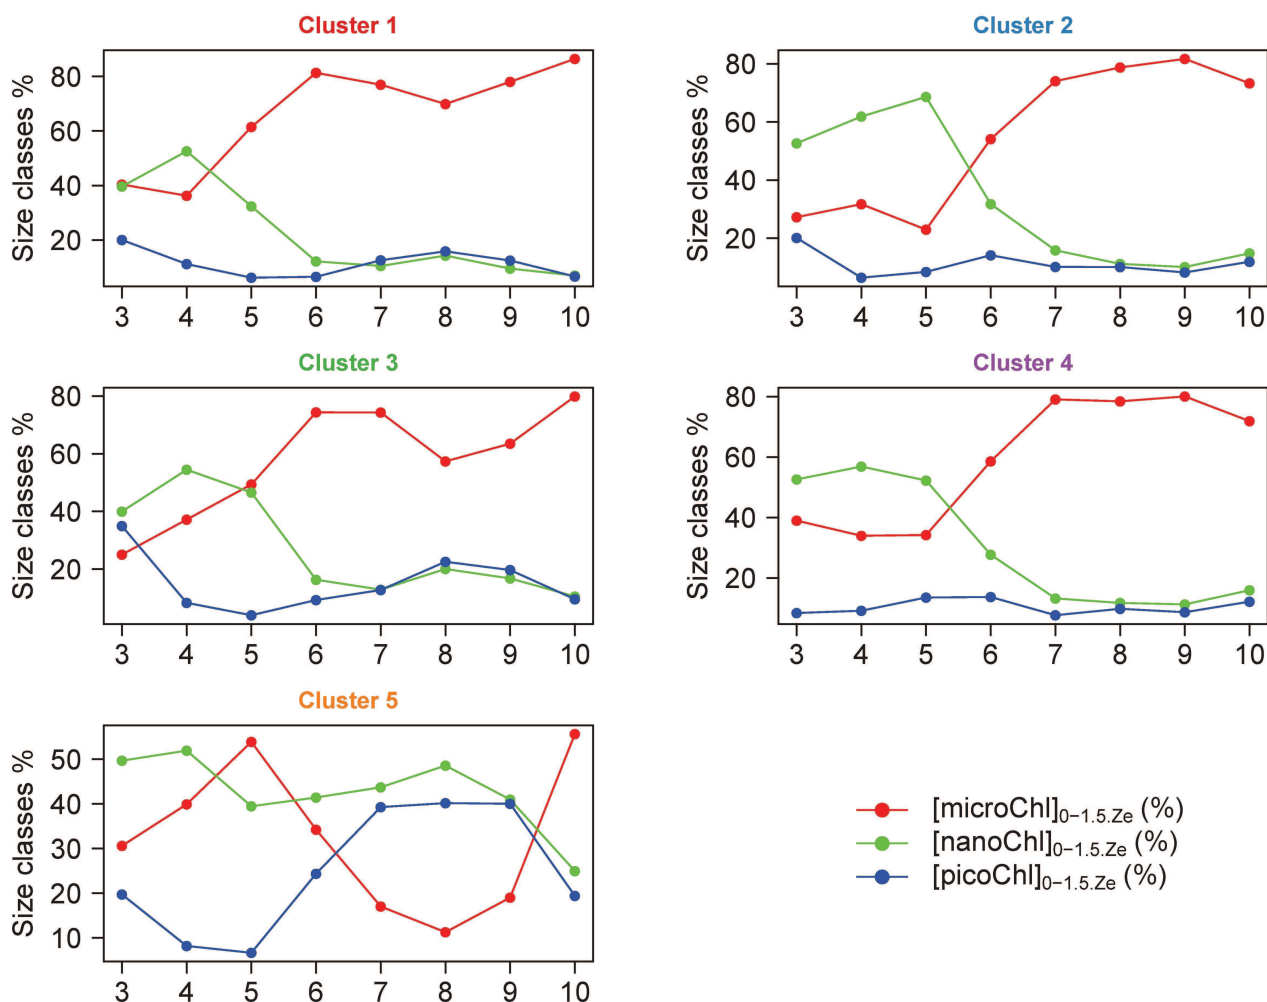 Cluster 1
Size classes %
80
60
40
20
3 4 5 6 7 8 9 10
Cluster 2
Size classes %
80
60
40
20
3 4 5 6 7 8 9 10
Cluster 3
Size classes %
80
60
40
20
3 4 5 6 7 8 9 10
Cluster 4
Size classes %
80
60
40
20
3 4 5 6 7 8 9 10
Cluster 5
Size classes %
50
40
30
20
10
3 4 5 6 7 8 9 10
[microChl]0−1.5.Ze (%)
[nanoChl]0−1.5.Ze (%)
[picoChl]0−1.5.Ze (%)